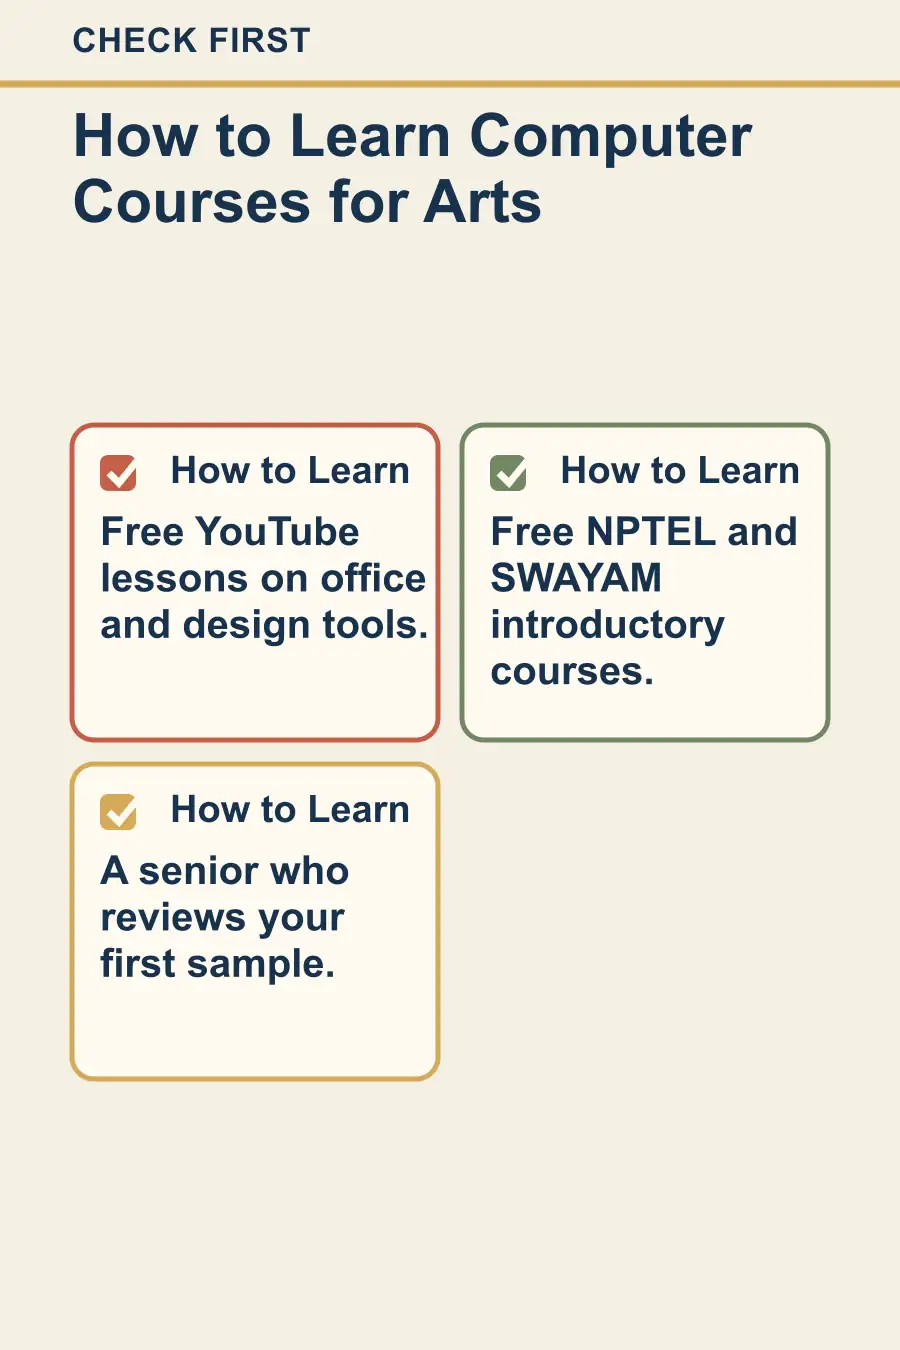 CHECK FIRST
How to Learn Computer
Courses for Arts
How to Learn
Free YouTube
lessons on office
and design tools.
How to Learn
Free NPTEL and
SWAYAM
introductory
courses.
How to Learn
A senior who
reviews your
first sample.